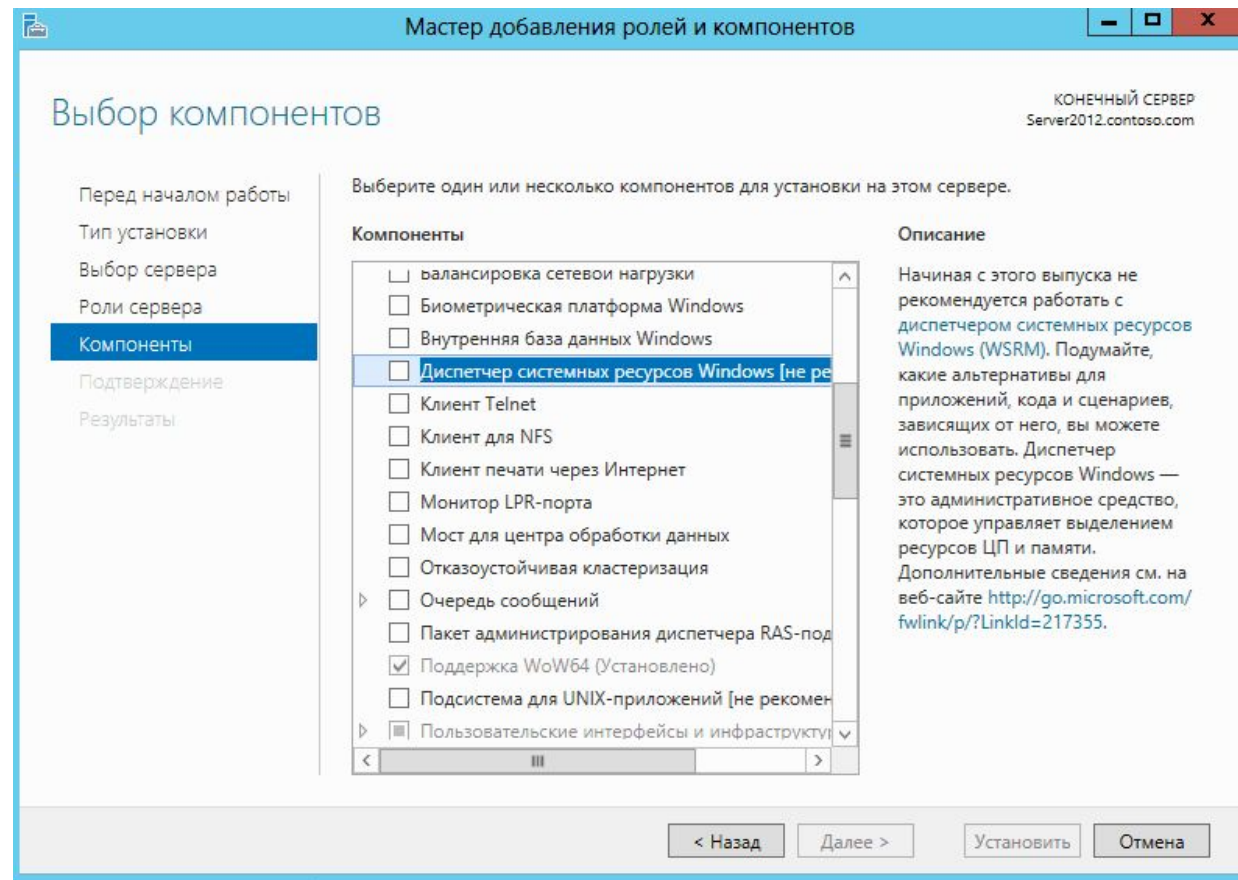 Мастер добавления ролей и компонентов
Выбор компонентов
КОНЕЧНЫЙ СЕРВЕР
Server2012.contoso.com
Перед началом работы
Тип установки
Выбор сервера
Роли сервера
Компоненты
Подтверждение
Результаты
Выберите один или несколько компонентов для установки на этом сервере.
Компоненты
Балансировка сетевой нагрузки
Биометрическая платформа Windows
Внутренняя база данных Windows
Диспетчер системных ресурсов Windows [не ре
Клиент Telnet
Клиент для NFS
Клиент печати через Интернет
Монитор LPR-порта
Мост для центра обработки данных
Отказоустойчивая кластеризация
Очередь сообщений
Пакет администрирования диспетчера RAS-под
Поддержка WoW64 (Установлено)
Подсистема для UNIX-приложений [не рекомен
Пользовательские интерфейсы и инфраструктур
Описание
Начиная с этого выпуска не
рекомендуется работать с
диспетчером системных ресурсов
Windows (WSRM). Подумайте,
какие альтернативы для
приложений, кода и сценариев,
зависящих от него, вы можете
использовать. Диспетчер
системных ресурсов Windows —
это административное средство,
которое управляет выделением
ресурсов ЦП и памяти.
Дополнительные сведения см. на
веб-сайте http://go.microsoft.com/
fwlink/p/?LinkId=217355.
< Назад
Далее >
Установить
Отмена